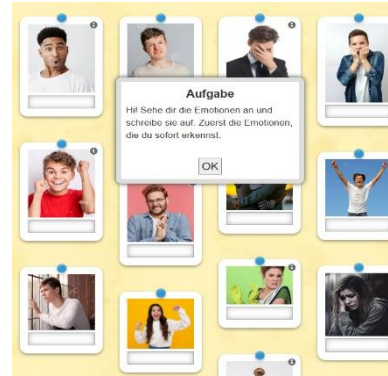 Aufgabe
Hi! Sehe dir die Emotionen an und
schreibe sie auf. Zuerst die Emotionen,
die du sofort erkennst.
OK